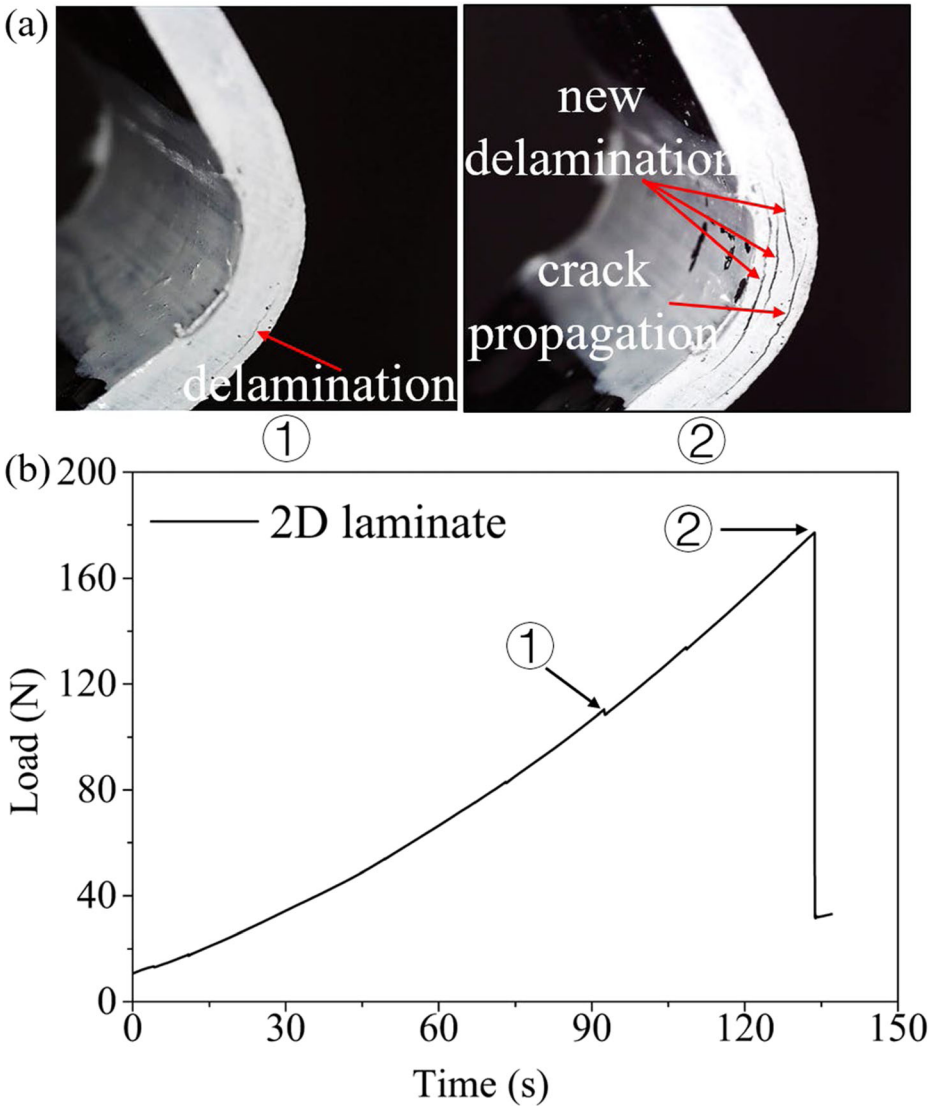 (a)
new
delamination
crack
propagation
delamination
① ②
(b)
200
160
120
80
40
0
Load (N)
2D laminate
②
①
0 30 60 90 120 150
Time (s)